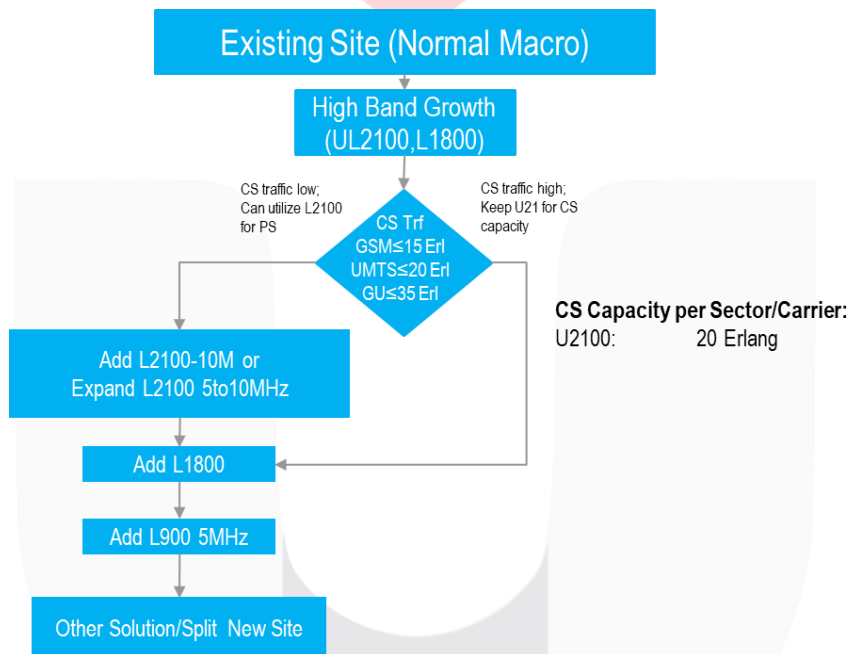 Existing Site (Normal Macro)
High Band Growth
(UL2100,L1800)
CS traffic low;
Can utilize L2100
for PS
CS traffic high;
Keep U21 for CS
capacity
CS Trf
GSM≤15 Erl
UMTS≤20 Erl
GU≤35 Erl
CS Capacity per Sector/Carrier:
U2100: 20 Erlang
Add L2100-10M or
Expand L2100 5to10MHz
Add L1800
Add L900 5MHz
Other Solution/Split New Site